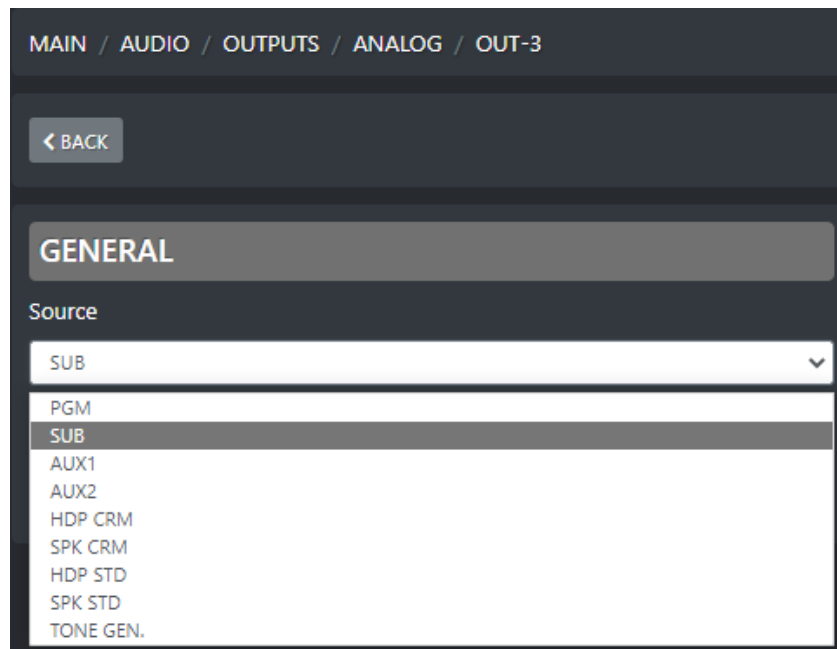 MAIN / AUDIO / OUTPUTS / ANALOG / OUT-3
BACK
GENERAL
Source
SUB
PGM
SUB
AUX1
AUX2
HDP CRM
SPK CRM
HDP STD
SPK STD
TONE GEN.